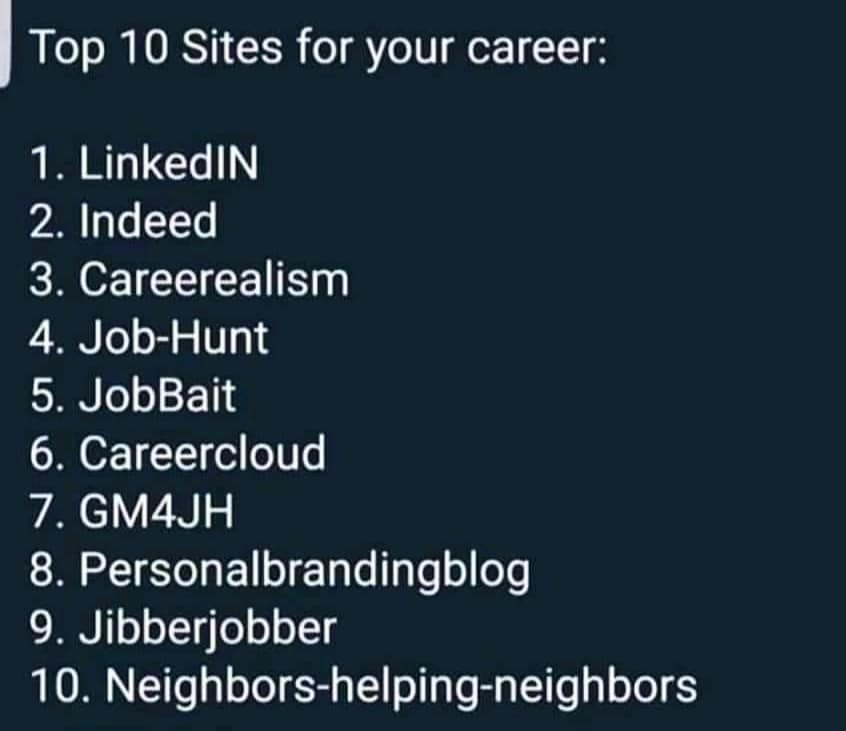 Top 10 Sites for your career:
1. LinkedIN
2. Indeed
3. Careerealism
4. Job-Hunt
5. JobBait
6. Careercloud
7. GM4JH
8. Personalbrandingblog
9. Jibberjobber
10. Neighbors-helping-neighbors